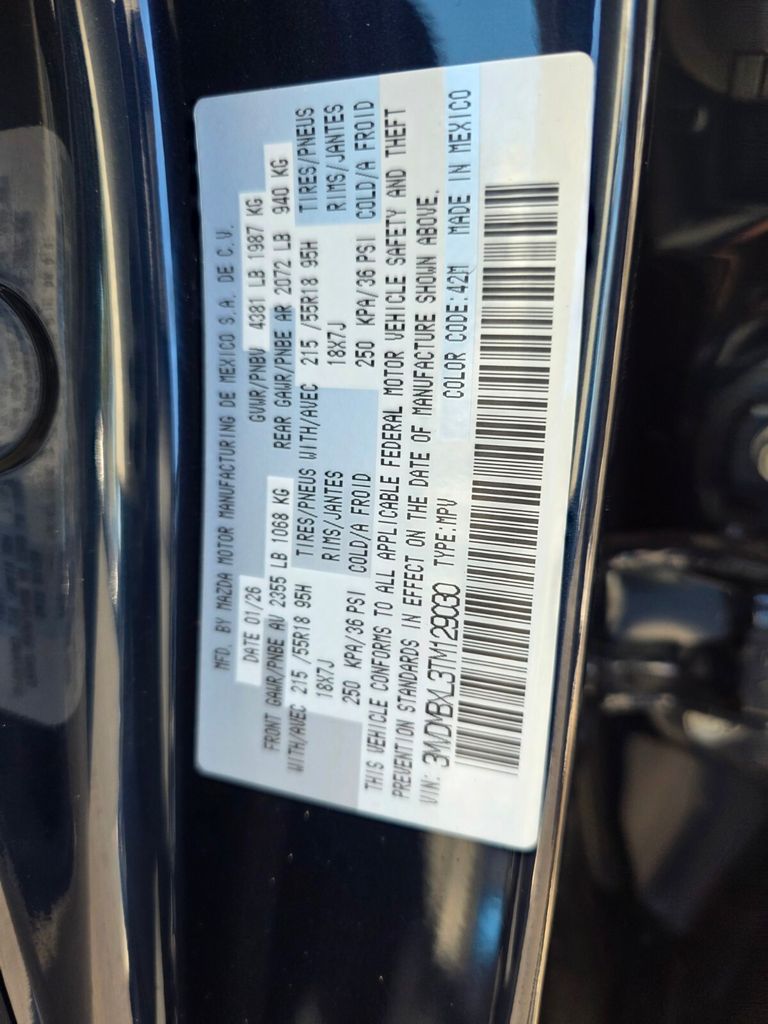 MFD. BY MAZDA MOTOR MANUFACTURING DE MEXICO S.A. DE C.V.
DATE 01/26 GVWR/PNBV 4381 LB 1987 KG
FRONT GAWR/PNBE AV 2355 LB 1068 KG REAR GAWR/PNBE AR 2072 LB 940 KG
WITH/AVEC 215 /55R18 95H TIRES/PNEUS WITH/AVEC 215 /55R18 95H TIRES/PNEUS
18X7J RIMS/JANTES 18X7J RIMS/JANTES
250 KPA/36 PSI COLD/A FROID 250 KPA/36 PSI COLD/A FROID
THIS VEHICLE CONFORMS TO ALL APPLICABLE FEDERAL MOTOR VEHICLE SAFETY AND THEFT
PREVENTION STANDARDS IN EFFECT ON THE DATE OF MANUFACTURE SHOWN ABOVE.
VIN: 3MVDMBXL3TM129030 TYPE:MPV COLOR CODE:42M MADE IN MEXICO